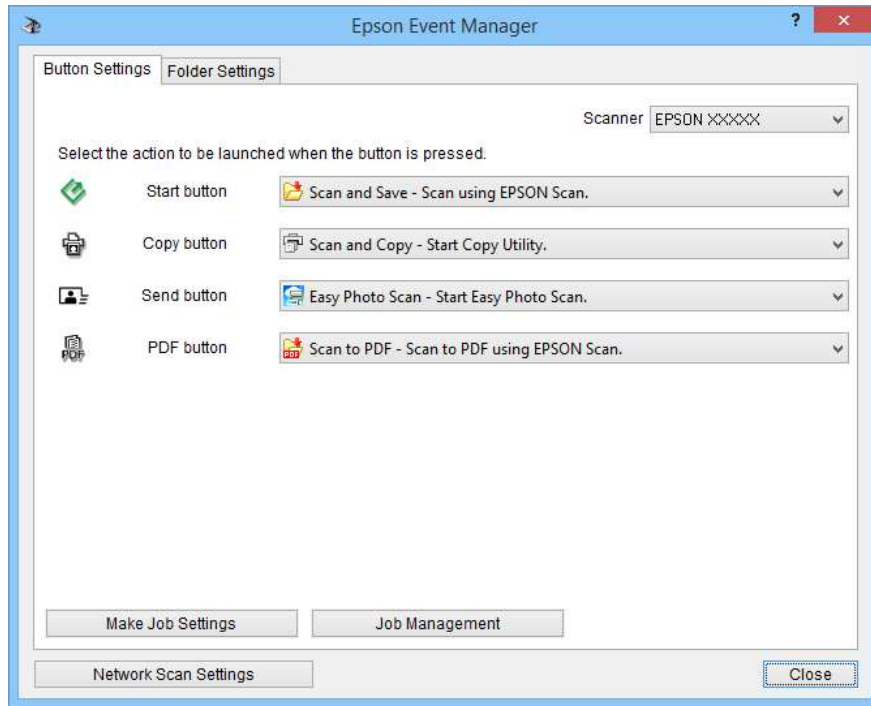 Epson Event Manager
?
Button Settings
Folder Settings
Scanner EPSON XXXXX
Select the action to be launched when the button is pressed.
Start button Scan and Save - Scan using EPSON Scan.
Copy button Scan and Copy - Start Copy Utility.
Send button Easy Photo Scan - Start Easy Photo Scan.
PDF PDF button PDF Scan to PDF - Scan to PDF using EPSON Scan.
Make Job Settings
Job Management
Network Scan Settings
Close